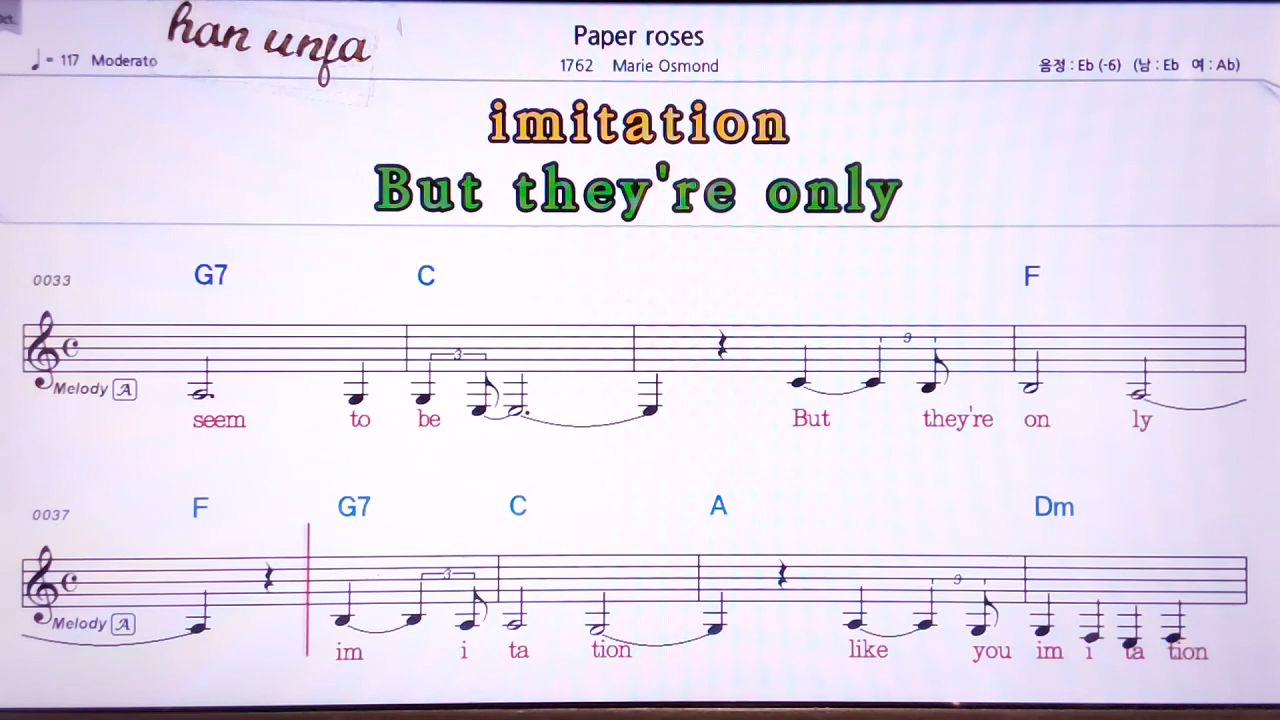 han unja
Paper roses
♩= 117 Moderato
1762 Marie Osmond
음정 : Eb (-6) (남 : Eb 여 : Ab)
imitation
But they're only
0033
G7 C F
3
Melody A
seem to be But they're on ly
0037
F G7 C A Dm
3
Melody A
im i ta tion like you im i ta tion